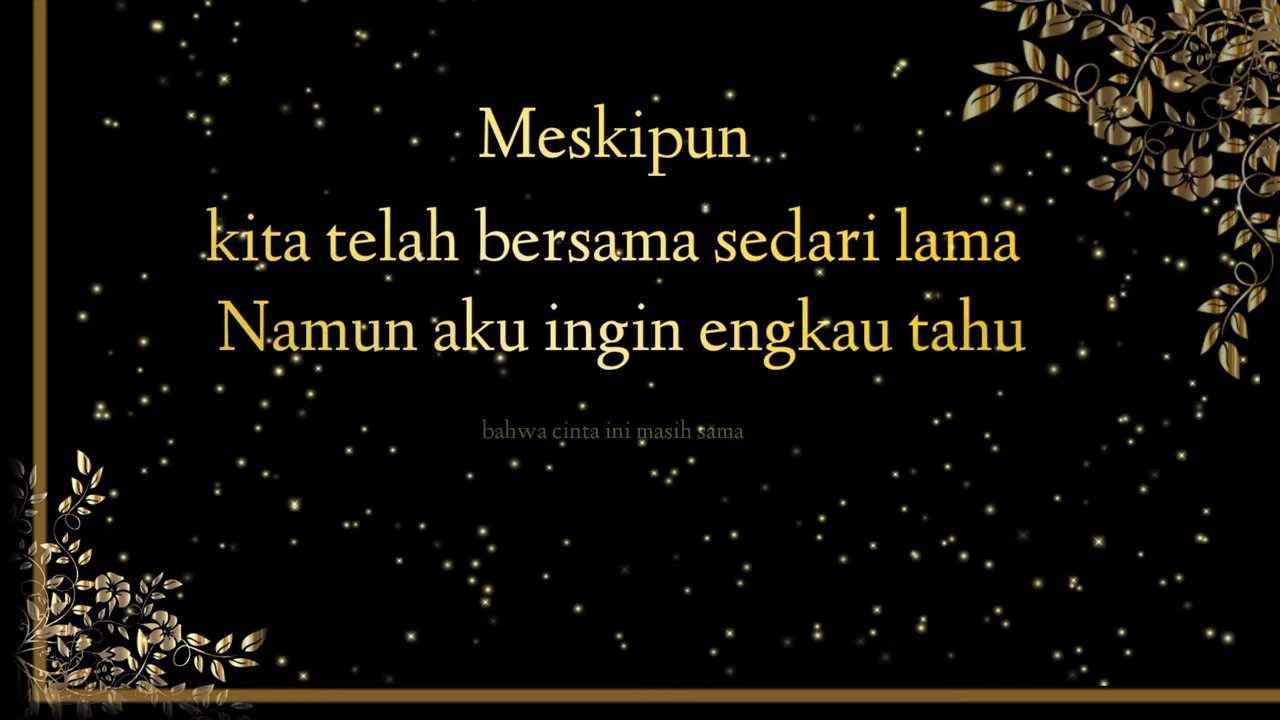 Meskipun
kita telah bersama sedari lama
Namun aku ingin engkau tahu
bahwa cinta ini masih sama